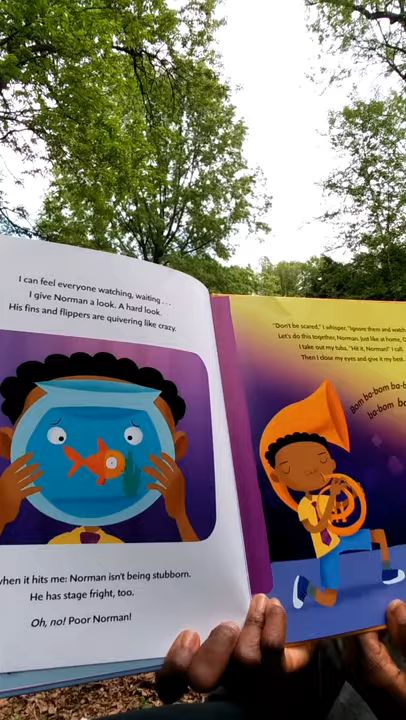 I can feel everyone watching, waiting . . .
I give Norman a look. A hard look.
His fins and flippers are quivering like crazy.
when it hits me: Norman isn't being stubborn.
He has stage fright, too.
Oh, no! Poor Norman!
"Don't be scared," I whisper, "Ignore them and watch
Let's do this together, Norman. Just like at home,
I take out my tuba. "Hit it, Norman!" I call.
Then I close my eyes and give it my best.
Bom ba-bom ba-b
ba-bom ba